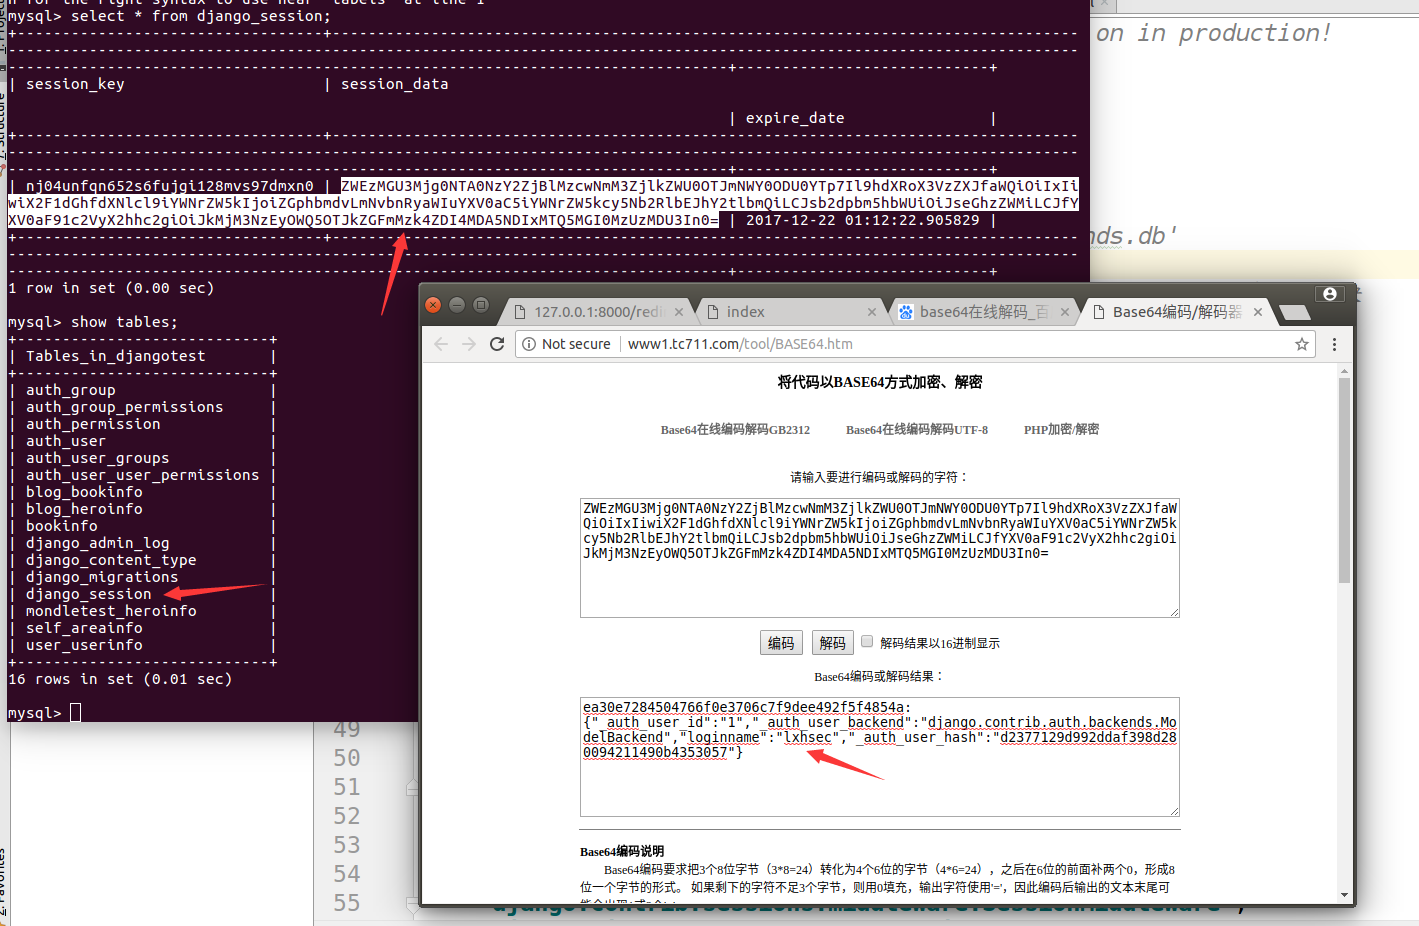 mysql> select * from django_session;
on in production!
| session_key | session_data
| expire_date |
| nj04unfqn652s6fujgi128mvs97dmxn0 | ZWEzMGU3Mjg0NTA0NzY2ZjBlMzcwNmM3ZjlkZWU0OTJmNWY0ODU0YTp7Il9hdXRoX3VzZXJfaWQiOiIxIi
wiX2F1dGhfdXNlcl9iYWNrZW5kIjoiZGphbmdvLmNvbnRyaWIuYXV0aC5iYWNrZW5kcy5Nb2RlbEJhY2tlbmQiLCJsb2dpbm5hbWUiOiJseGhzZWMiLCJfY
XV0aF91c2VyX2hhc2giOiJkMjM3NzEyOWQ5OTJkZGFmMzk4ZDI4MDA5NDIxMTQ5MGI0MzUzMDU3In0= | 2017-12-22 01:12:22.905829 |
nds.db'
1 row in set (0.00 sec)
mysql> show tables;
| Tables_in_djangotest |
| auth_group |
| auth_group_permissions |
| auth_permission |
| auth_user |
| auth_user_groups |
| auth_user_user_permissions |
| blog_bookinfo |
| blog_heroinfo |
| bookinfo |
| django_admin_log |
| django_content_type |
| django_migrations |
| django_session |
| mondletest_heroinfo |
| self_areainfo |
| user_userinfo |
16 rows in set (0.01 sec)
mysql>
127.0.0.1:8000/redi
index
base64在线解码_百
Base64编码/解码器
Not secure
www1.tc711.com/tool/BASE64.htm
将代码以BASE64方式加密、解密
Base64在线编码解码GB2312 Base64在线编码解码UTF-8 PHP加密/解密
请输入要进行编码或解码的字符：
ZWEzMGU3Mjg0NTA0NzY2ZjBlMzcwNmM3ZjlkZWU0OTJmNWY0ODU0YTp7Il9hdXRoX3VzZXJfaW
QiOiIxIiwiX2F1dGhfdXNlcl9iYWNrZW5kIjoiZGphbmdvLmNvbnRyaWIuYXV0aC5iYWNrZW5k
cy5Nb2RlbEJhY2tlbmQiLCJsb2dpbm5hbWUiOiJseGhzZWMiLCJfYXV0aF91c2VyX2hhc2giOi
JkMjM3NzEyOWQ5OTJkZGFmMzk4ZDI4MDA5NDIxMTQ5MGI0MzUzMDU3In0=
编码 解码 解码结果以16进制显示
Base64编码或解码结果：
ea30e7284504766f0e3706c7f9dee492f5f4854a:
{"_auth_user_id":"1","_auth_user_backend":"django.contrib.auth.backends.Mo
delBackend","loginname":"lxhsec","_auth_user_hash":"d2377129d992ddaf398d28
0094211490b4353057"}
Base64编码说明
Base64编码要求把3个8位字节（3*8=24）转化为4个6位的字节（4*6=24），之后在6位的前面补两个0，形成8
位一个字节的形式。 如果剩下的字符不足3个字节，则用0填充，输出字符使用'='，因此编码后输出的文本末尾可
49
50
51
52
53
54
55